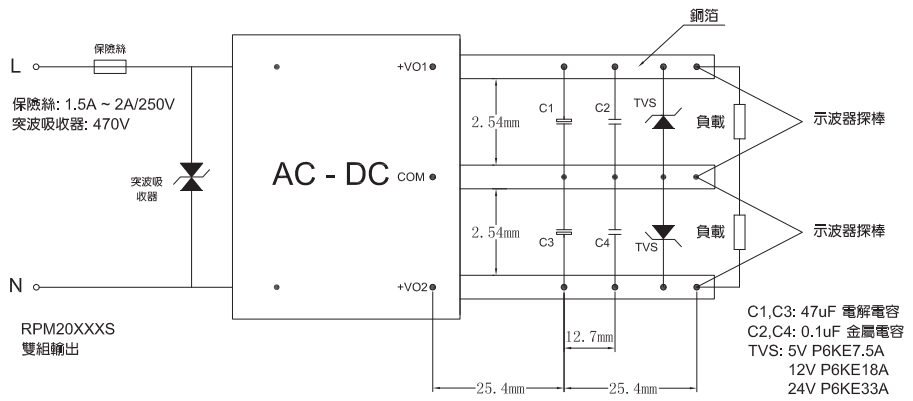 銅箔
保險絲
L
+VO1
保險絲: 1.5A ~ 2A/250V
突波吸收器: 470V
C1
C2
TVS
2.54mm
負載
示波器探棒
突波吸
收器
AC - DC
COM
2.54mm
C3
C4
TVS
負載
示波器探棒
N
+VO2
RPM20XXXS
雙組輸出
12.7mm
25.4mm
25.4mm
C1,C3: 47uF 電解電容
C2,C4: 0.1uF 金屬電容
TVS: 5V P6KE7.5A
12V P6KE18A
24V P6KE33A